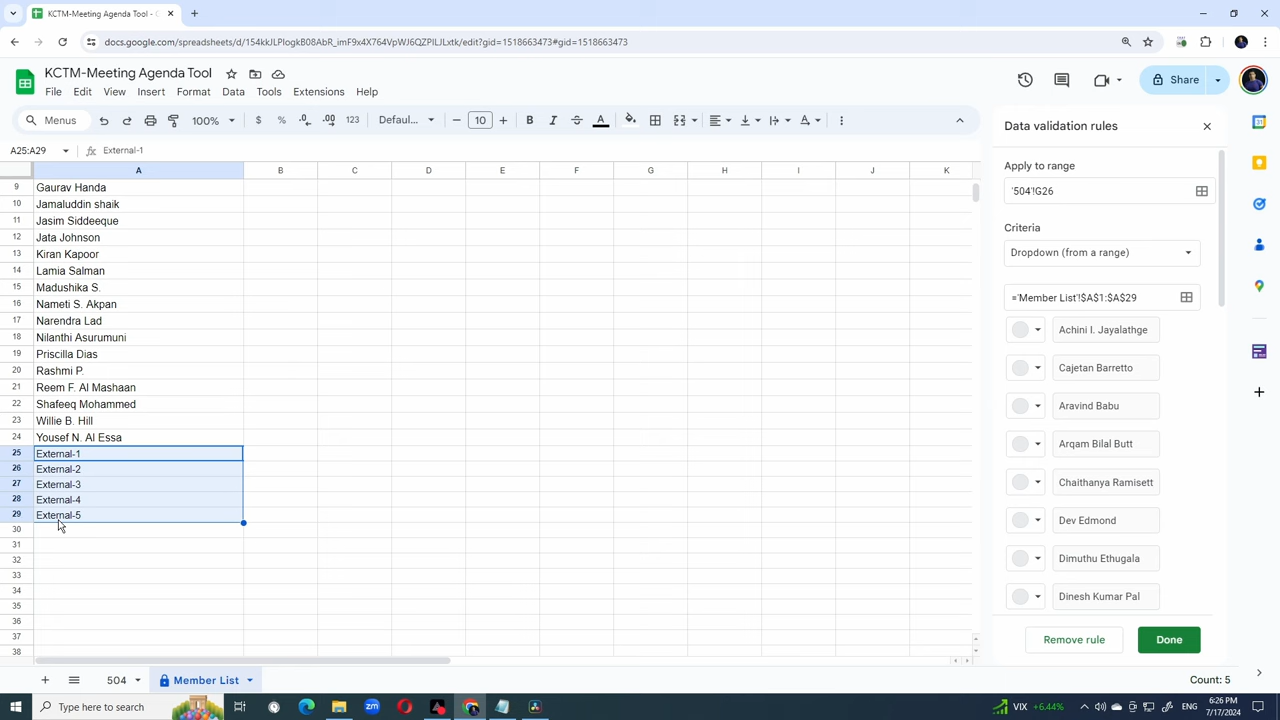 KCTM-Meeting Agenda Tool - G
docs.google.com/spreadsheets/d/154kkJLPIogkB08AbR_imF9x4X764VpWJ6QZPILJLxtk/edit?gid=1518663473#gid=1518663473
KCTM-Meeting Agenda Tool
File Edit View Insert Format Data Tools Extensions Help
Share
Menus 100% $ % .0 .00 123 Defaul... 10 B I A
A25:A29 fx External-1
A B C D E F G H I J K
9 Gaurav Handa
10 Jamaluddin shaik
11 Jasim Siddeeque
12 Jata Johnson
13 Kiran Kapoor
14 Lamia Salman
15 Madushika S.
16 Nameti S. Akpan
17 Narendra Lad
18 Nilanthi Asurumuni
19 Priscilla Dias
20 Rashmi P.
21 Reem F. Al Mashaan
22 Shafeeq Mohammed
23 Willie B. Hill
24 Yousef N. Al Essa
25 External-1
26 External-2
27 External-3
28 External-4
29 External-5
30
31
32
33
34
35
36
37
38
Data validation rules
Apply to range
'504'!G26
Criteria
Dropdown (from a range)
='Member List'!$A$1:$A$29
Achini I. Jayalathge
Cajetan Barretto
Aravind Babu
Arqam Bilal Butt
Chaithanya Ramisett
Dev Edmond
Dimuthu Ethugala
Dinesh Kumar Pal
Remove rule Done
504 Member List Count: 5
Type here to search zm VIX +6.44% ENG 6:26 PM
7/17/2024